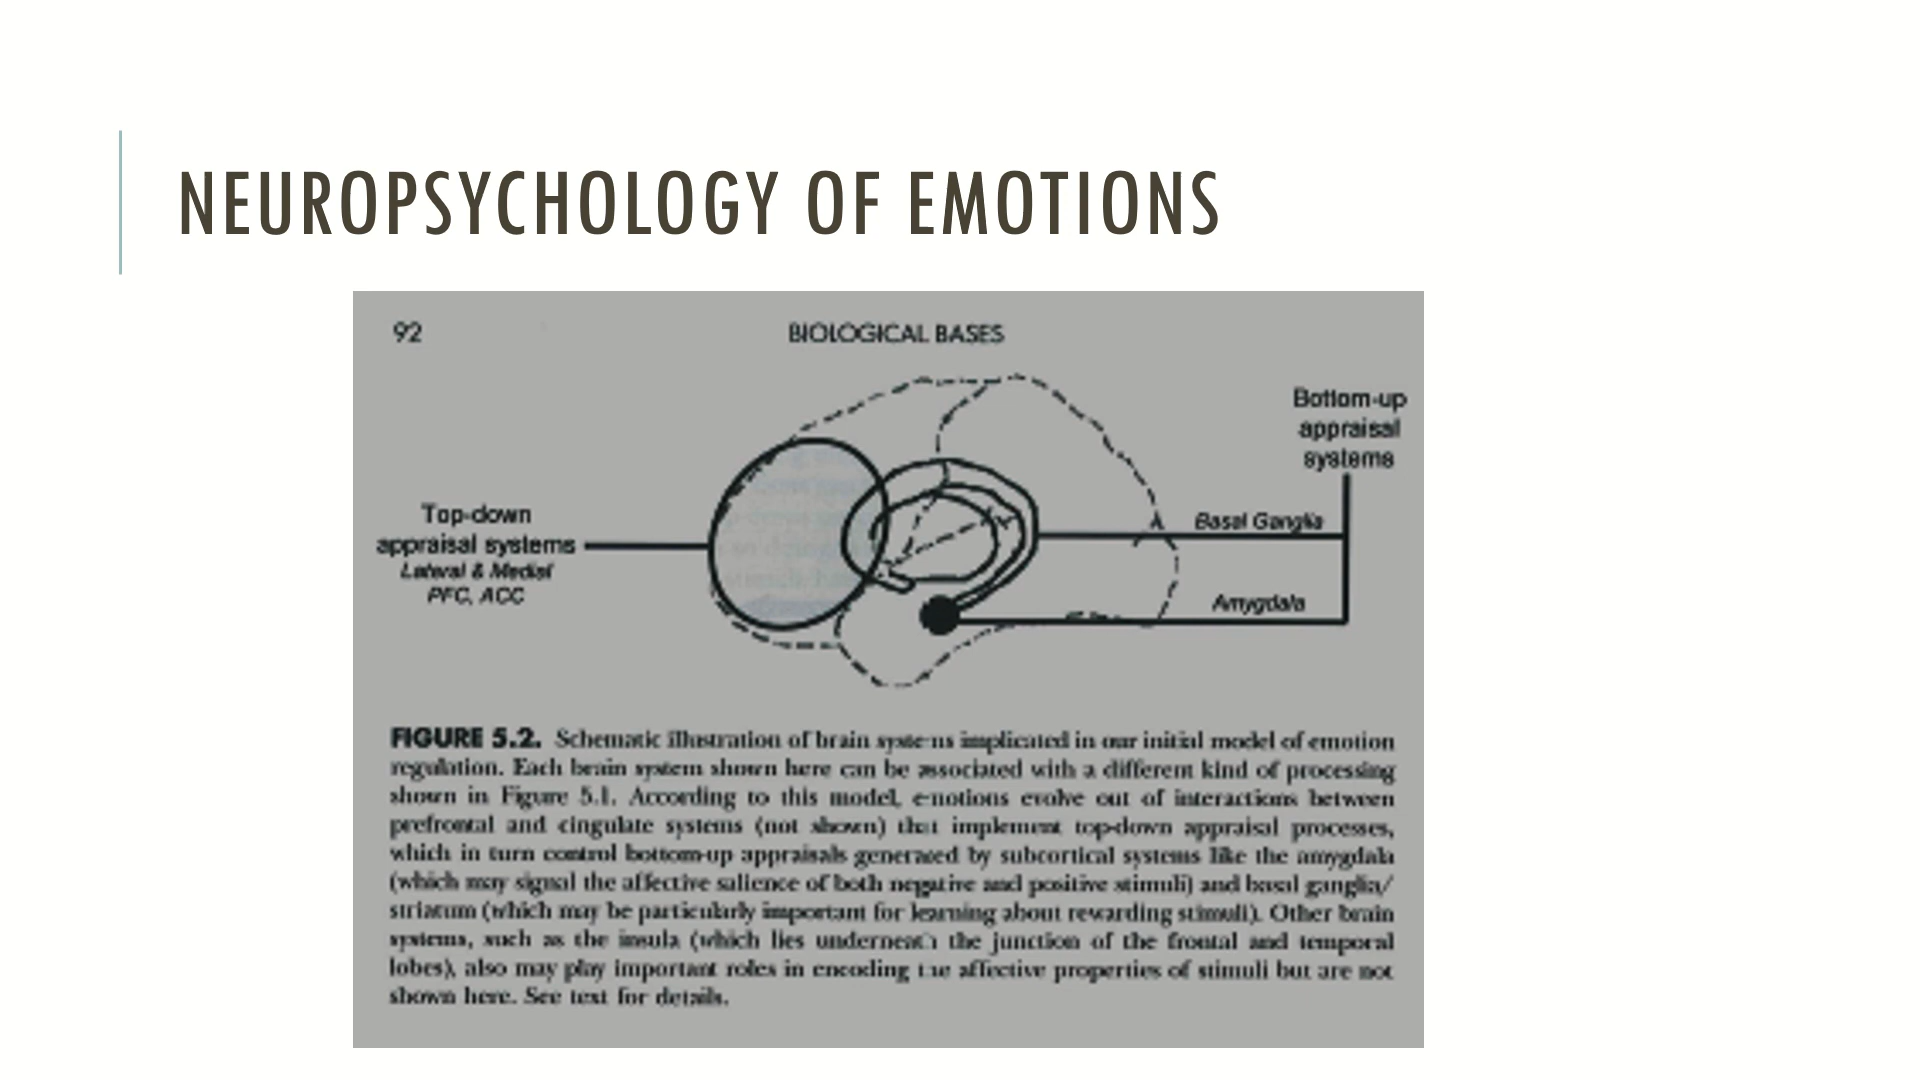 NEUROPSYCHOLOGY OF EMOTIONS
92
BIOLOGICAL BASES
Bottom-up
appraisal
systems
Top-down
appraisal systems
Lateral & Medial
PFC, ACC
Basal Ganglia
Amygdala
FIGURE 5.2. Schematic illustration of brain systems implicated in our initial model of emotion
regulation. Each brain system shown here can be associated with a different kind of processing
shown in Figure 5.1. According to this model, emotions evolve out of interactions between
prefrontal and cingulate systems (not shown) that implement top-down appraisal processes,
which in turn control bottom-up appraisals generated by subcortical systems like the amygdala
(which may signal the affective salience of both negative and positive stimuli) and basal ganglia/
striatum (which may be particularly important for learning about rewarding stimuli). Other brain
systems, such as the insula (which lies underneath the junction of the frontal and temporal
lobes), also may play important roles in encoding the affective properties of stimuli but are not
shown here. See text for details.